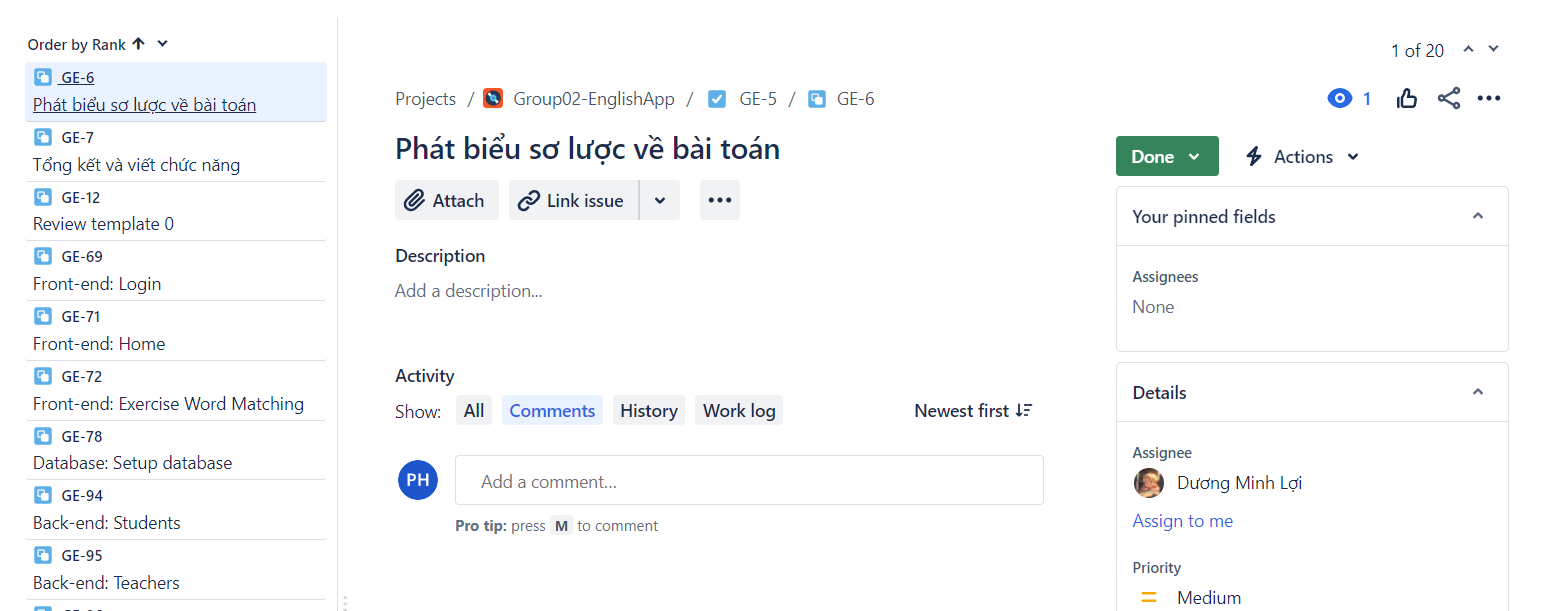 Order by Rank
GE-6
Phát biểu sơ lược về bài toán
GE-7
Tổng kết và viết chức năng
GE-12
Review template 0
GE-69
Front-end: Login
GE-71
Front-end: Home
GE-72
Front-end: Exercise Word Matching
GE-78
Database: Setup database
GE-94
Back-end: Students
GE-95
Back-end: Teachers
1 of 20
Projects / Group02-EnglishApp / GE-5 / GE-6
1
Phát biểu sơ lược về bài toán
Attach
Link issue
Description
Add a description...
Activity
Show: All Comments History Work log
Newest first
PH
Add a comment...
Pro tip: press M to comment
Done
Actions
Your pinned fields
Assignees
None
Details
Assignee
Dương Minh Lợi
Assign to me
Priority
Medium